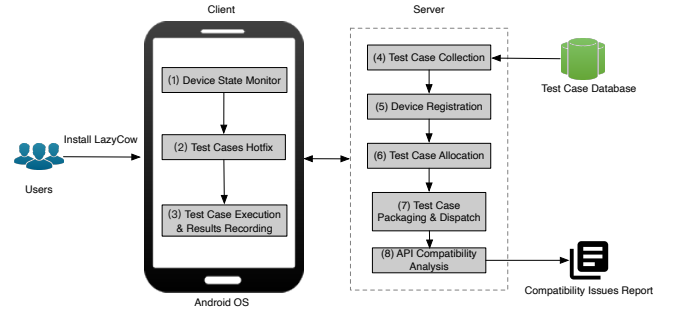 Client
Server
(1) Device State Monitor
(2) Test Cases Hotfix
(3) Test Case Execution
& Results Recording
Install LazyCow
Users
Android OS
(4) Test Case Collection
(5) Device Registration
(6) Test Case Allocation
(7) Test Case
Packaging & Dispatch
(8) API Compatibility
Analysis
Test Case Database
Compatibility Issues Report